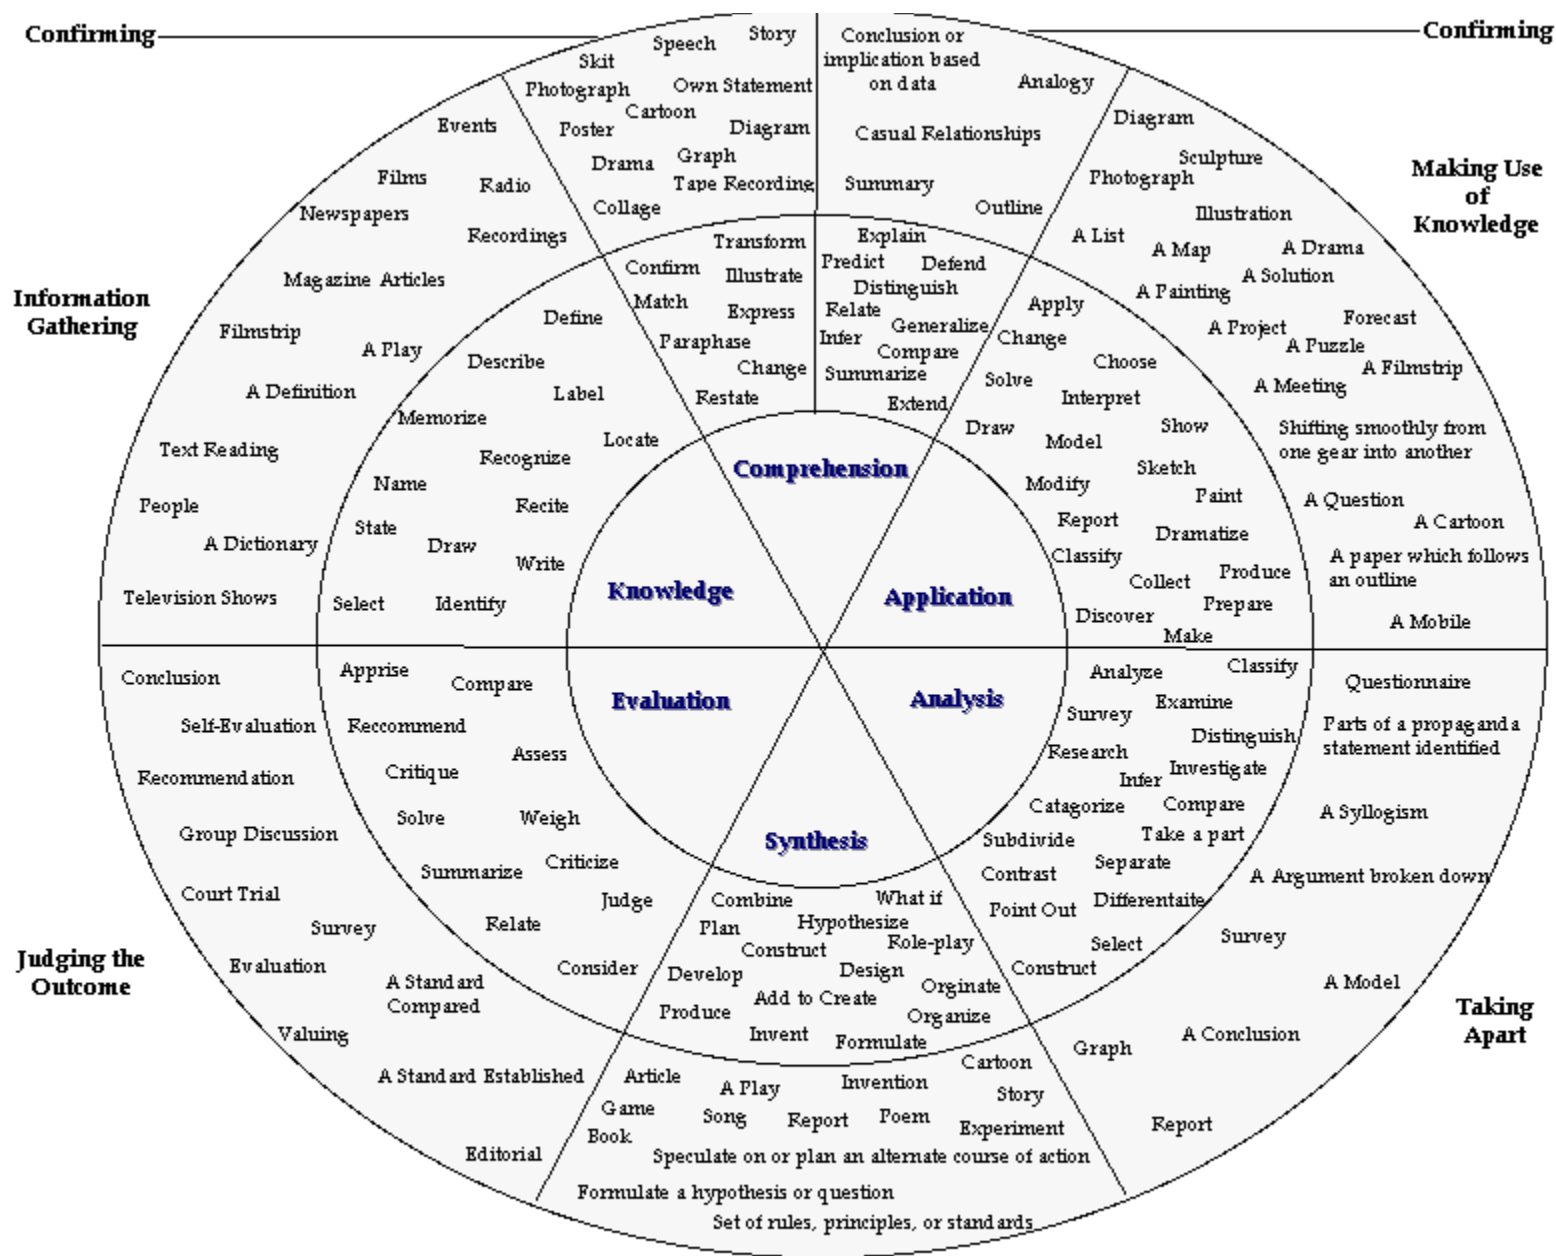 Confirming
Confirming
Skit
Speech
Story
Photograph
Own Statement
Cartoon
Poster
Diagram
Drama
Graph
Tape Recording
Collage
Conclusion or
implication based
on data
Analogy
Casual Relationships
Summary
Outline
Making Use
of
Knowledge
Diagram
Sculpture
Photograph
Illustration
A List
A Map
A Drama
A Solution
A Painting
A Project
Forecast
A Puzzle
A Filmstrip
A Meeting
Shifting smoothly from
one gear into another
A Question
A Cartoon
A paper which follows
an outline
A Mobile
Information
Gathering
Events
Films
Radio
Newspapers
Recordings
Magazine Articles
Filmstrip
A Play
A Definition
Text Reading
People
A Dictionary
Television Shows
Transform
Confirm
Illustrate
Match
Express
Paraphase
Change
Restate
Explain
Predict
Defend
Distinguish
Relate
Generalize
Infer
Compare
Summarize
Extend
Define
Describe
Label
Memorize
Locate
Recognize
Name
Recite
State
Draw
Write
Select
Identify
Apply
Change
Choose
Solve
Interpret
Draw
Show
Model
Sketch
Modify
Paint
Report
Dramatize
Classify
Collect
Produce
Discover
Prepare
Make
Comprehension
Knowledge
Application
Evaluation
Analysis
Synthesis
Apprise
Compare
Reccommend
Assess
Critique
Solve
Weigh
Summarize
Criticize
Judge
Relate
Consider
Analyze
Classify
Survey
Examine
Distinguish
Research
Infer
Investigate
Catagorize
Compare
Subdivide
Take a part
Contrast
Separate
Point Out
Differentaite
Select
Construct
Combine
What if
Plan
Hypothesize
Construct
Role-play
Develop
Design
Orginate
Add to Create
Produce
Organize
Invent
Formulate
Conclusion
Self-Evaluation
Recommendation
Group Discussion
Court Trial
Survey
Evaluation
A Standard
Compared
Valuing
A Standard Established
Editorial
Judging the
Outcome
Questionnaire
Parts of a propaganda
statement identified
A Syllogism
A Argument broken down
Survey
A Model
A Conclusion
Graph
Report
Taking
Apart
Article
A Play
Invention
Cartoon
Story
Game
Song
Report
Poem
Experiment
Book
Speculate on or plan an alternate course of action
Formulate a hypothesis or question
Set of rules, principles, or standards